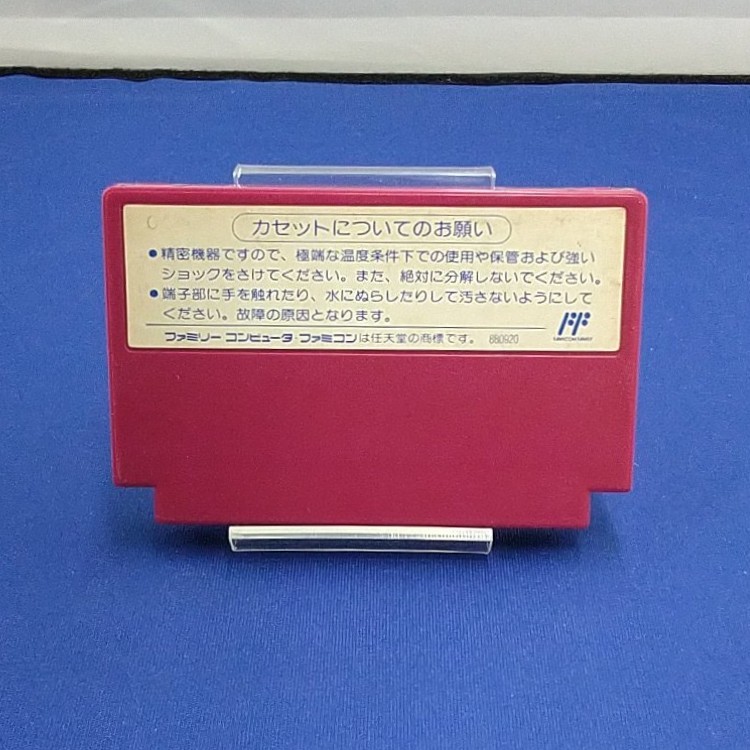 カセットについてのお願い
●精密機器ですので、極端な温度条件下での使用や保管および強い
ショックをさけてください。また、絶対に分解しないでください。
●端子部に手を触れたり、水にぬらしたりして汚さないようにして
ください。故障の原因となります。
ファミリーコンピュータ・ファミコンは任天堂の商標です。 880920